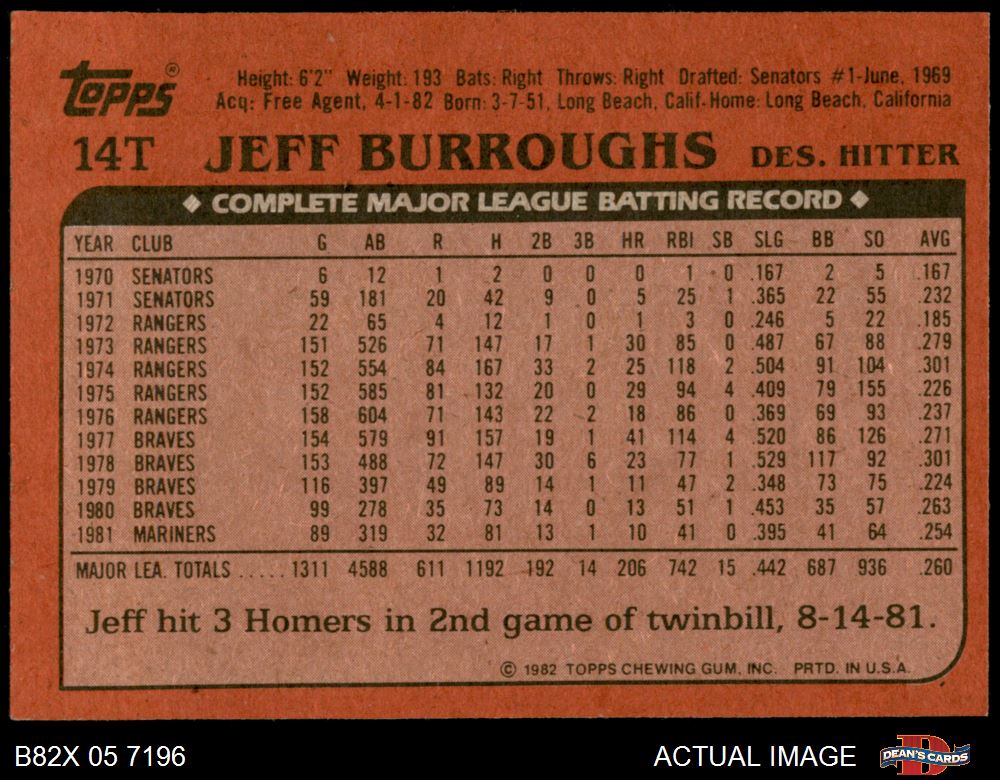 Topps®
Height: 6'2" Weight: 193 Bats: Right Throws: Right Drafted: Senators #1-June, 1969
Acq: Free Agent, 4-1-82 Born: 3-7-51, Long Beach, Calif. Home: Long Beach, California
14T JEFF BURROUGHS DES. HITTER
◆ COMPLETE MAJOR LEAGUE BATTING RECORD ◆
YEAR CLUB G AB R H 2B 3B HR RBI SB SLG BB SO AVG
1970 SENATORS 6 12 1 2 0 0 0 1 0 .167 2 5 .167
1971 SENATORS 59 181 20 42 9 0 5 25 1 .365 22 55 .232
1972 RANGERS 22 65 4 12 1 0 1 3 0 .246 5 22 .185
1973 RANGERS 151 526 71 147 17 1 30 85 0 .487 67 88 .279
1974 RANGERS 152 554 84 167 33 2 25 118 2 .504 91 104 .301
1975 RANGERS 152 585 81 132 20 0 29 94 4 .409 79 155 .226
1976 RANGERS 158 604 71 143 22 2 18 86 0 .369 69 93 .237
1977 BRAVES 154 579 91 157 19 1 41 114 4 .520 86 126 .271
1978 BRAVES 153 488 72 147 30 6 23 77 1 .529 117 92 .301
1979 BRAVES 116 397 49 89 14 1 11 47 2 .348 73 75 .224
1980 BRAVES 99 278 35 73 14 0 13 51 1 .453 35 57 .263
1981 MARINERS 89 319 32 81 13 1 10 41 0 .395 41 64 .254
MAJOR LEA. TOTALS ..... 1311 4588 611 1192 192 14 206 742 15 .442 687 936 .260
Jeff hit 3 Homers in 2nd game of twinbill, 8-14-81.
© 1982 TOPPS CHEWING GUM, INC. PRTD. IN U.S.A.
B82X 05 7196 ACTUAL IMAGE DEAN'S CARDS